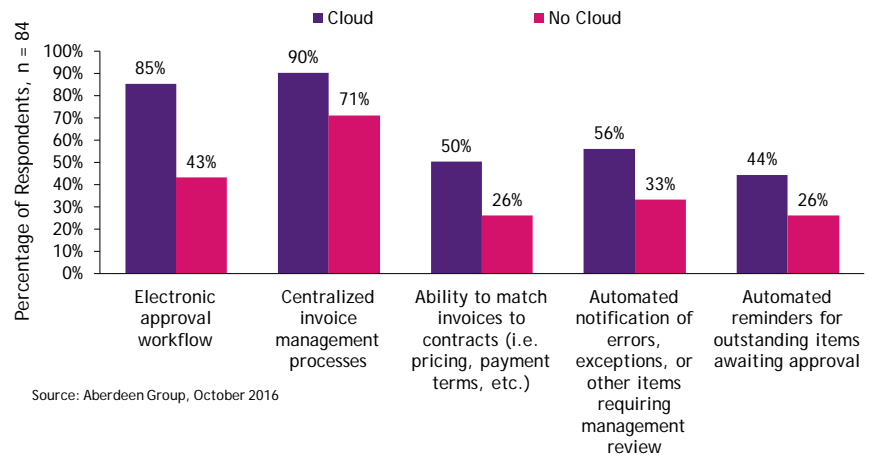 Cloud
No Cloud
Percentage of Respondents, n = 84
100%
90%
80%
70%
60%
50%
40%
30%
20%
10%
0%
85%
43%
90%
71%
50%
26%
56%
33%
44%
26%
Electronic
approval
workflow
Centralized
invoice
management
processes
Ability to match
invoices to
contracts (i.e.
pricing, payment
terms, etc.)
Automated
notification of
errors,
exceptions, or
other items
requiring
management
review
Automated
reminders for
outstanding items
awaiting approval
Source: Aberdeen Group, October 2016